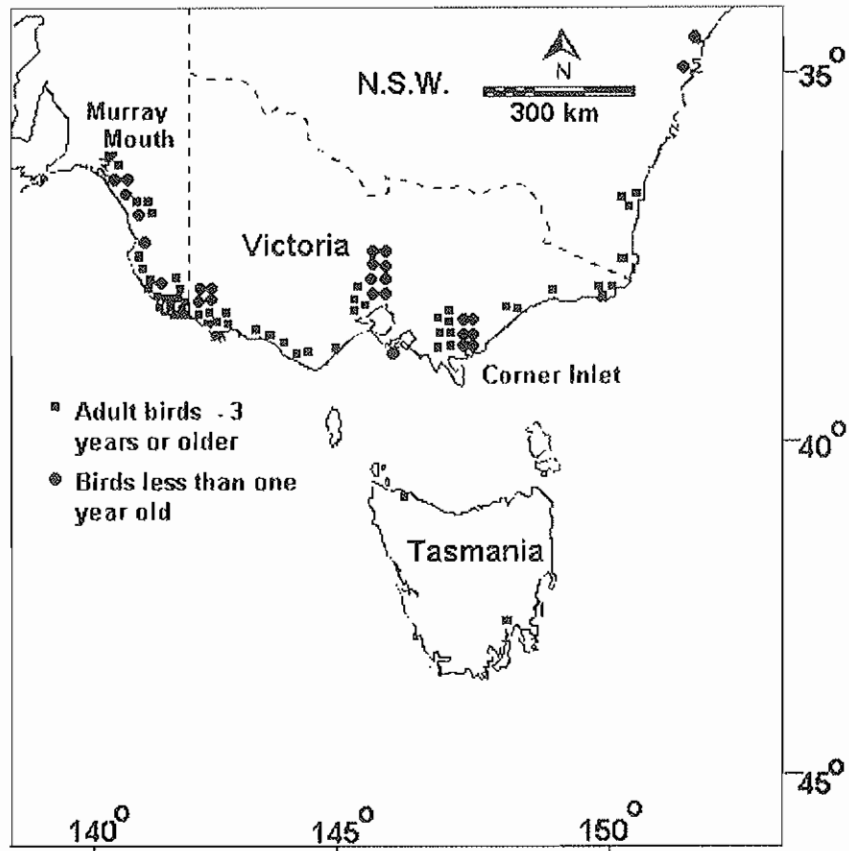 N.S.W.
N
300 km
35°
Murray
Mouth
Victoria
2
Corner Inlet
Adult birds - 3
years or older
40°
Birds less than one
year old
Tasmania
45°
140°
145°
150°